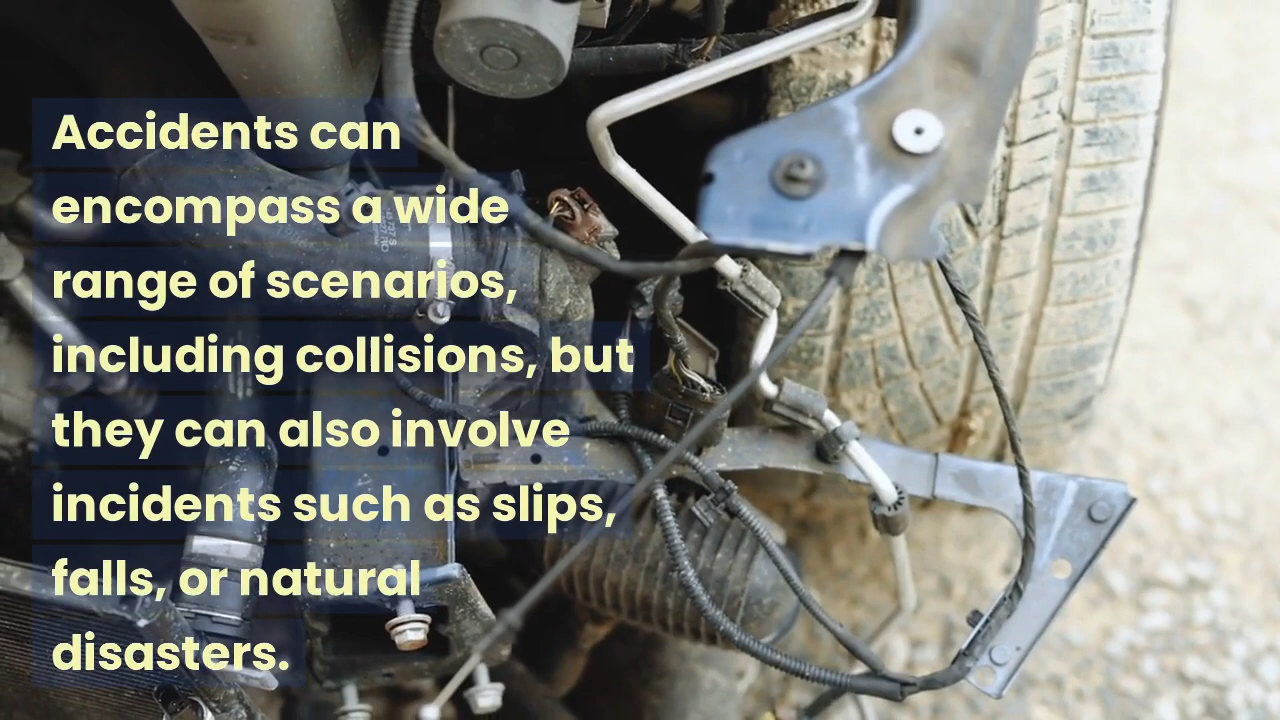 Accidents can
encompass a wide
range of scenarios,
including collisions, but
they can also involve
incidents such as slips,
falls, or natural
disasters.